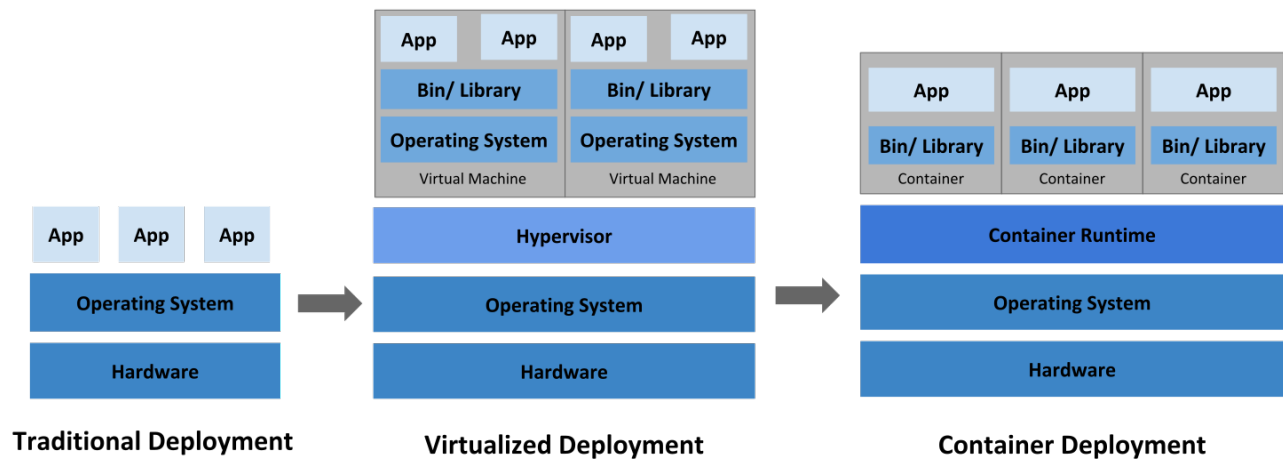 App
App
App
Operating System
Hardware
Traditional Deployment
App
App
Bin/ Library
Operating System
Virtual Machine
App
App
Bin/ Library
Operating System
Virtual Machine
Hypervisor
Operating System
Hardware
Virtualized Deployment
App
Bin/ Library
Container
App
Bin/ Library
Container
App
Bin/ Library
Container
Container Runtime
Operating System
Hardware
Container Deployment